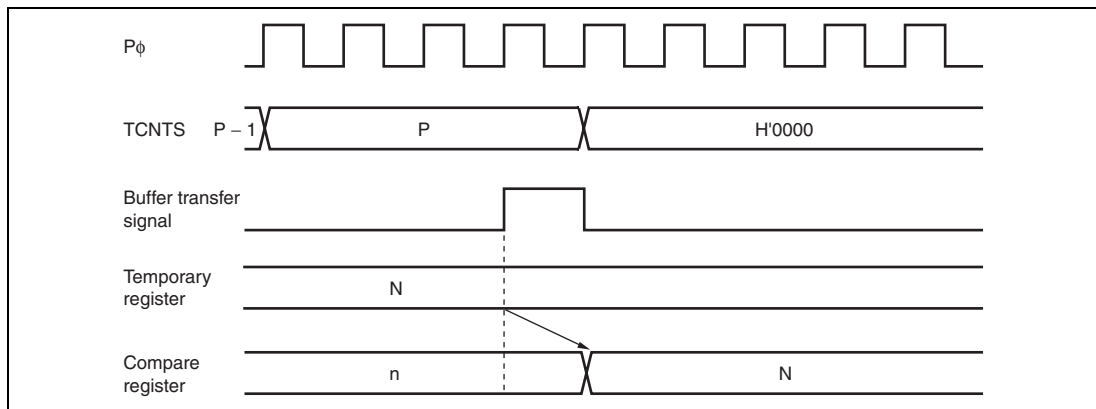 Pϕ
TCNTS P – 1 P H'0000
Buffer transfer
signal
Temporary
register
N
Compare
register
n N